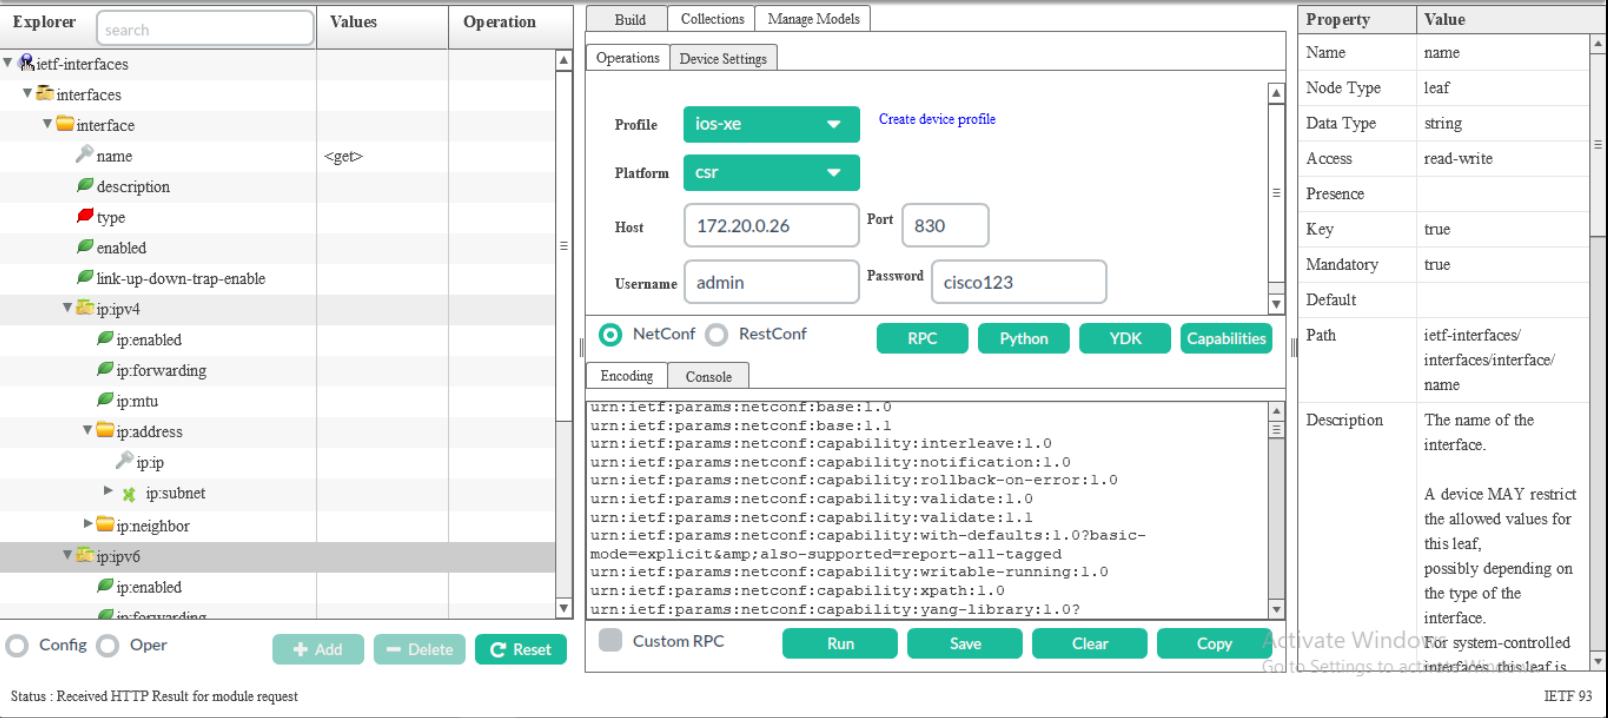 Explorer
search
Values
Operation
ietf-interfaces
interfaces
interface
name
<get>
description
type
enabled
link-up-down-trap-enable
ip:ipv4
ip:enabled
ip:forwarding
ip:mtu
ip:address
ip:ip
ip:subnet
ip:neighbor
ip:ipv6
ip:enabled
ip:forwarding
Config
Oper
Add
Delete
Reset
Build
Collections
Manage Models
Operations
Device Settings
Profile
ios-xe
Create device profile
Platform
csr
Host
172.20.0.26
Port
830
Username
admin
Password
cisco123
NetConf
RestConf
RPC
Python
YDK
Capabilities
Encoding
Console
urn:ietf:params:netconf:base:1.0
urn:ietf:params:netconf:base:1.1
urn:ietf:params:netconf:capability:interleave:1.0
urn:ietf:params:netconf:capability:notification:1.0
urn:ietf:params:netconf:capability:rollback-on-error:1.0
urn:ietf:params:netconf:capability:validate:1.0
urn:ietf:params:netconf:capability:validate:1.1
urn:ietf:params:netconf:capability:with-defaults:1.0?basic-
mode=explicit&amp;also-supported=report-all-tagged
urn:ietf:params:netconf:capability:writable-running:1.0
urn:ietf:params:netconf:capability:xpath:1.0
urn:ietf:params:netconf:capability:yang-library:1.0?
Custom RPC
Run
Save
Clear
Copy
Property
Value
Name
name
Node Type
leaf
Data Type
string
Access
read-write
Presence
Key
true
Mandatory
true
Default
Path
ietf-interfaces/
interfaces/interface/
name
Description
The name of the
interface.
A device MAY restrict
the allowed values for
this leaf,
possibly depending on
the type of the
interface.
For system-controlled
interfaces, this leaf is
Activate Windows
Go to Settings to activate Windows.
Status : Received HTTP Result for module request
IETF 93